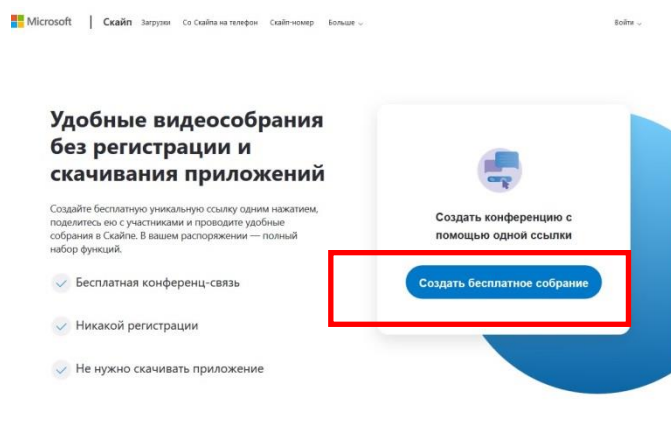 Microsoft | Скайп Загрузки Со Скайпа на телефон Скайп-номер Больше Войти
Удобные видеособрания
без регистрации и
скачивания приложений
Создайте бесплатную уникальную ссылку одним нажатием,
поделитесь ею с участниками и проводите удобные
собрания в Скайпе. В вашем распоряжении — полный
набор функций.
Бесплатная конференц-связь
Никакой регистрации
Не нужно скачивать приложение
Создать конференцию с
помощью одной ссылки
Создать бесплатное собрание